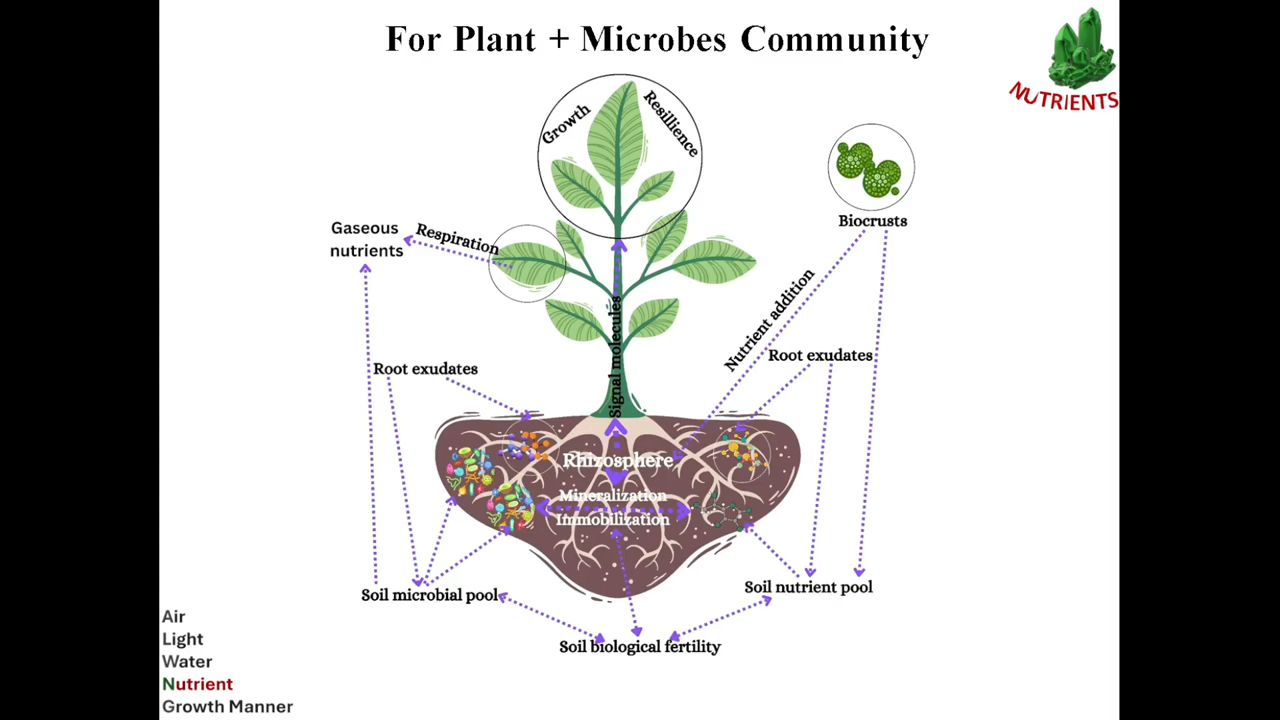 For Plant + Microbes Community
NUTRIENTS
Growth
Resillience
Biocrusts
Gaseous
nutrients
Respiration
Signal molecules
Nutrient addition
Root exudates
Root exudates
Rhizosphere
Mineralization
Immobilization
Soil microbial pool
Soil nutrient pool
Soil biological fertility
Air
Light
Water
Nutrient
Growth Manner